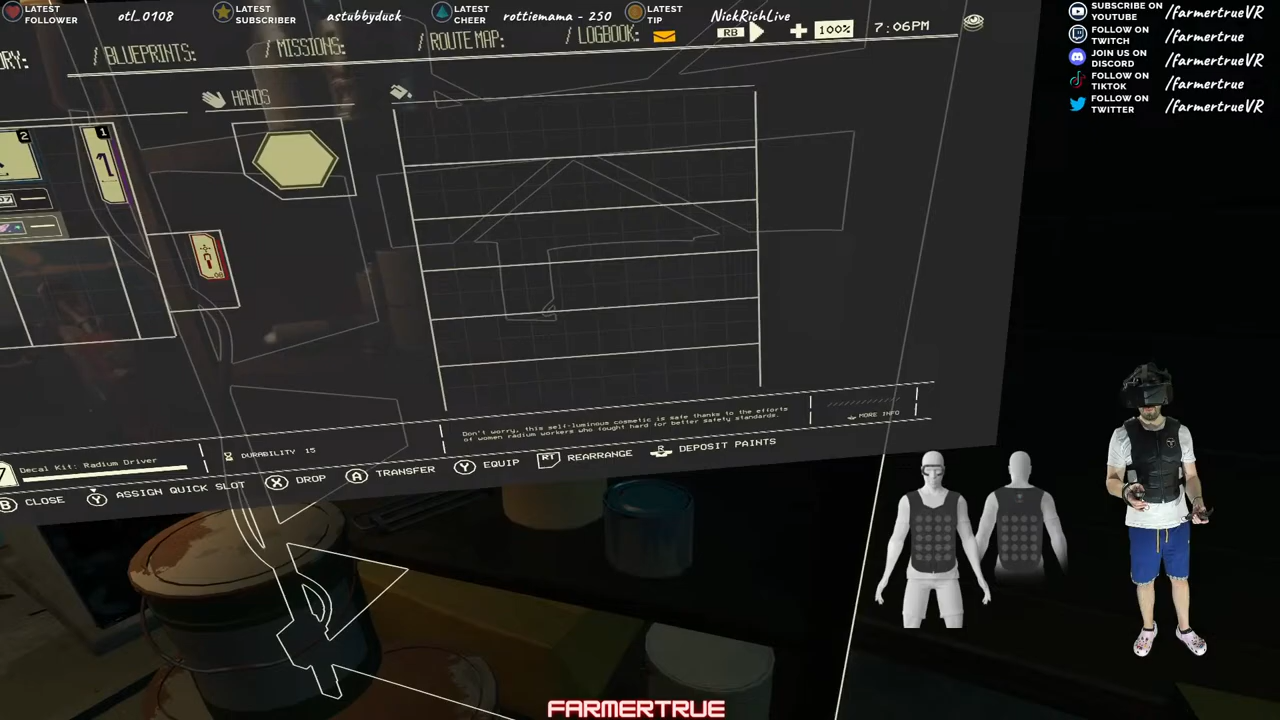 LATEST FOLLOWER
otl_0108
LATEST SUBSCRIBER
astubbyduck
LATEST CHEER
rottiemama - 250
LATEST TIP
NickRichLive
SUBSCRIBE ON YOUTUBE
/farmertrueVR
FOLLOW ON TWITCH
/farmertrue
JOIN US ON DISCORD
/farmertrueVR
FOLLOW ON TIKTOK
/farmertrue
FOLLOW ON TWITTER
/farmertrueVR
/ BLUEPRINTS:
/ MISSIONS:
/ ROUTE MAP:
/ LOGBOOK:
RB
100%
7:06PM
HANDS
2
1
Don't worry, this self-luminous cosmetic is safe thanks to the efforts
of women radium workers who fought hard for better safety standards.
MORE INFO
Decal Kit: Radium Driver
DURABILITY 15
B CLOSE
Y ASSIGN QUICK SLOT
X DROP
A TRANSFER
Y EQUIP
RT REARRANGE
R DEPOSIT PAINTS
FARMERTRUE